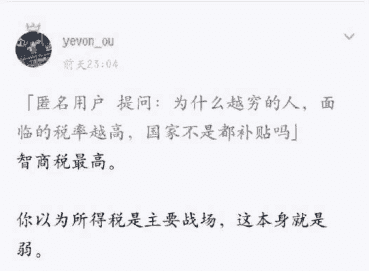 yevon_ou
前天23:04
「匿名用户 提问：为什么越穷的人，面
临的税率越高，国家不是都补贴吗」
智商税最高。
你以为所得税是主要战场，这本身就是
弱。